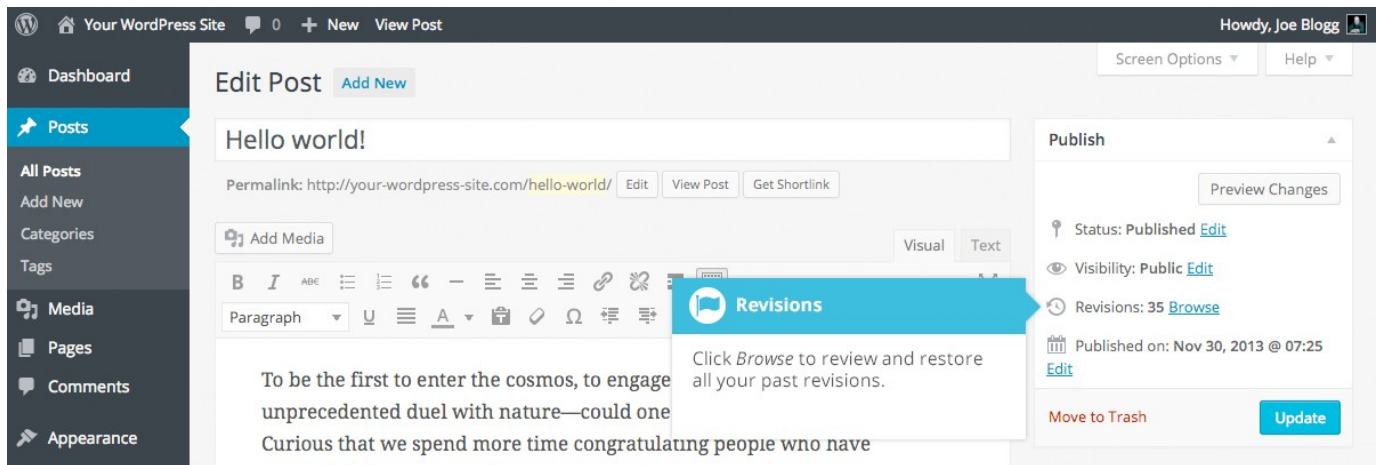 Your WordPress Site 0 + New View Post Howdy, Joe Blogg
Screen Options Help
Dashboard
Posts
All Posts
Add New
Categories
Tags
Media
Pages
Comments
Appearance
Edit Post Add New
Hello world!
Permalink: http://your-wordpress-site.com/hello-world/ Edit View Post Get Shortlink
Add Media Visual Text
B I ABC
Paragraph U A T Ω
To be the first to enter the cosmos, to engage
unprecedented duel with nature—could one
Curious that we spend more time congratulating people who have
Revisions
Click Browse to review and restore
all your past revisions.
Publish
Preview Changes
Status: Published Edit
Visibility: Public Edit
Revisions: 35 Browse
Published on: Nov 30, 2013 @ 07:25
Edit
Move to Trash Update